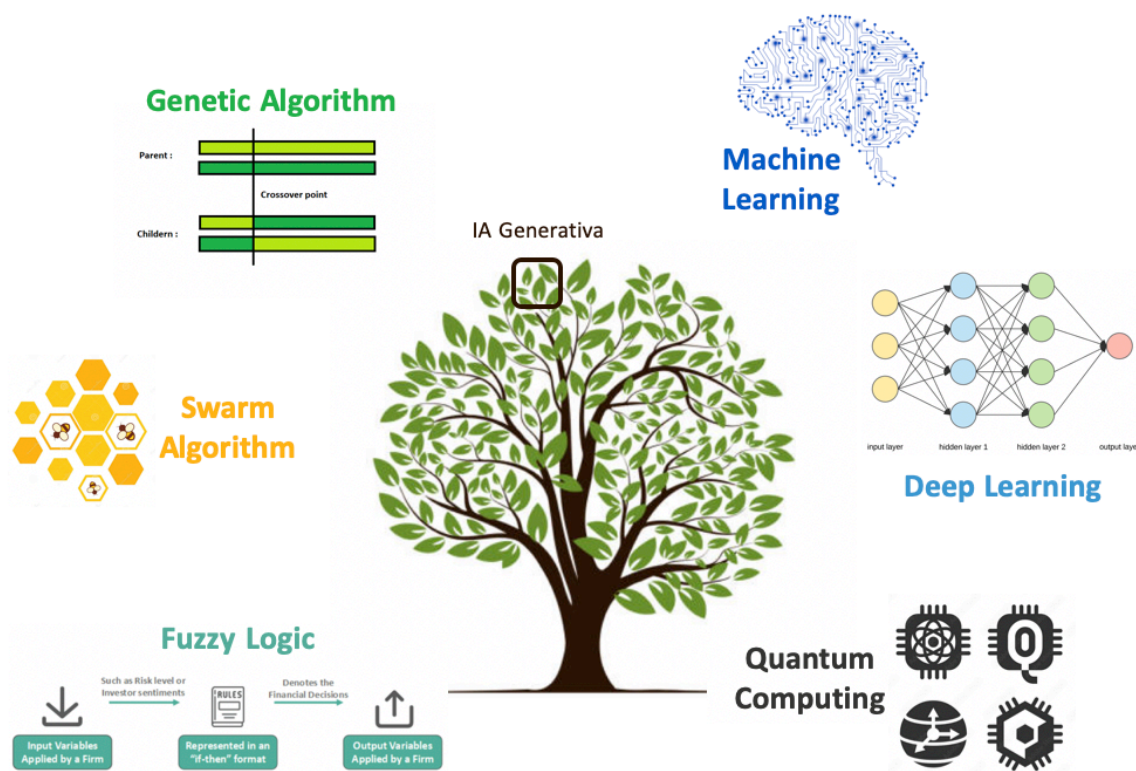 Genetic Algorithm
Parent :
Crossover point
Childern :
Machine
Learning
IA Generativa
Swarm
Algorithm
input layer
hidden layer 1
hidden layer 2
output laye
Deep Learning
Fuzzy Logic
Such as Risk level or
Investor sentiments
Denotes the
Financial Decisions
RULES
Input Variables
Applied by a Firm
Represented in an
"if-then" format
Output Variables
Applied by a Firm
Quantum
Computing